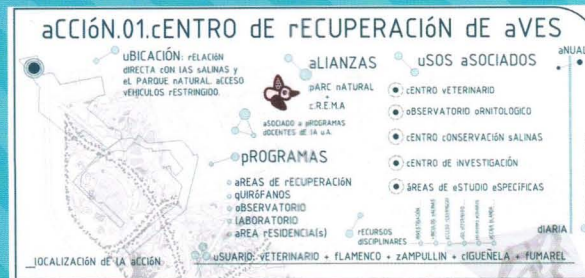 aCCIóN.01.cENTRO dE rECUPERACIóN dE aVES
uBICACIÓN: rELACIóN
dIRECTA cON lAS sALINAS y
eL PARQUE nATURAL. aCCESO
vEHICULOS rESTRINGIDO.
aLIANZAS
pARC nATURAL
+
c.R.E.M.A
aSOCIADO a pROGRAMAS
dOCENTES dE lA u.A.
pROGRAMAS
aREAS dE rECUPERACIóN
qUIRóFANOS
oBSERVATORIO
lABORATORIO
aREA rESIDENCIA(s)
rECURSOS
dISCIPLINARES
uSOS aSOCIADOS
cENTRO vETERINARIO
oBSERVATORIO oRNITOLOGICO
cENTRO cONSERVACIóN sALINAS
cENTRO dE iNVESTIGACIóN
áREAS dE eSTUDIO eSPECíFICAS
aNUAL
dIARIA
_lOCALIZACIóN dE lA aCCIóN
uSUARIO: vETERINARIO + fLAMENCO + zAMPULLIN + cIGUENELA + fUMAREL